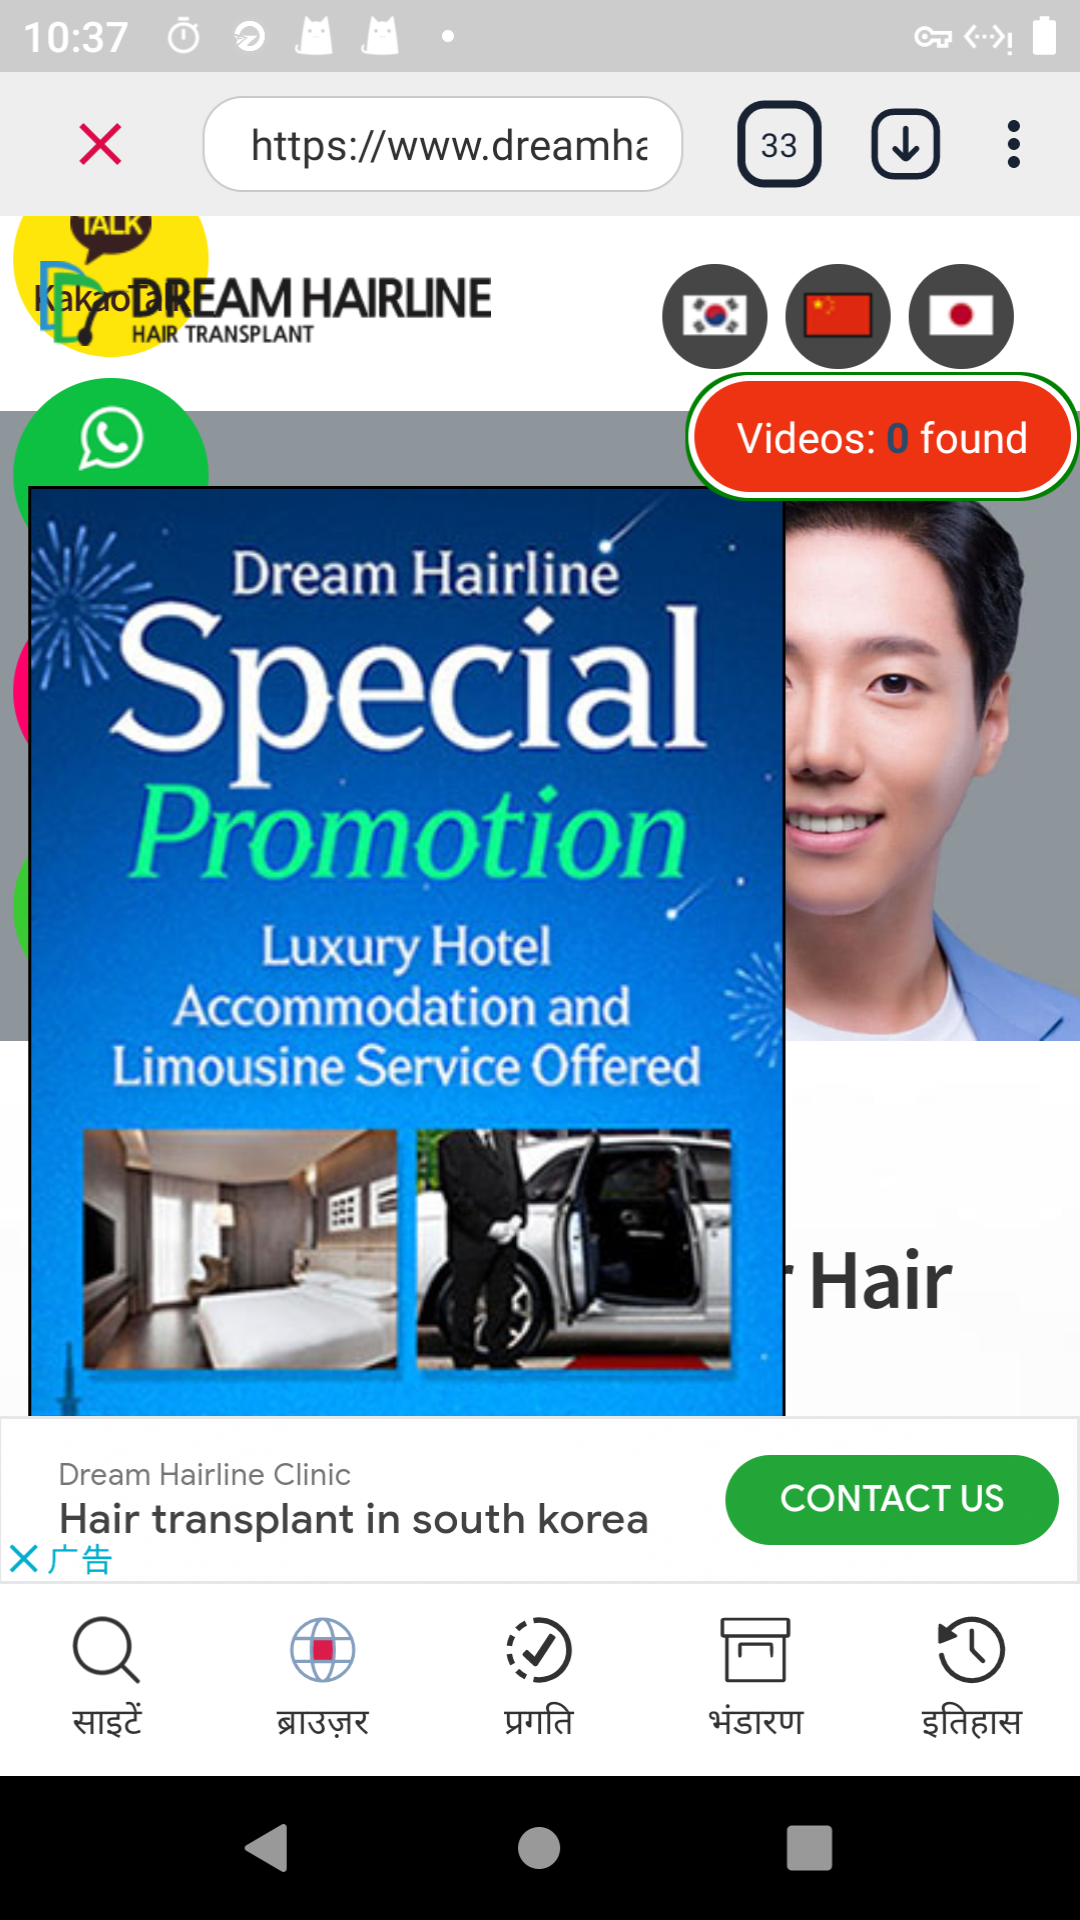 10:37
https://www.dreamha
33
TALK
KakaoTalk
DREAM HAIRLINE
HAIR TRANSPLANT
Videos: 0 found
Dream Hairline
Special
Promotion
Luxury Hotel
Accommodation and
Limousine Service Offered
Hair
Dream Hairline Clinic
Hair transplant in south korea
CONTACT US
广告
साइटें
ब्राउज़र
प्रगति
भंडारण
इतिहास